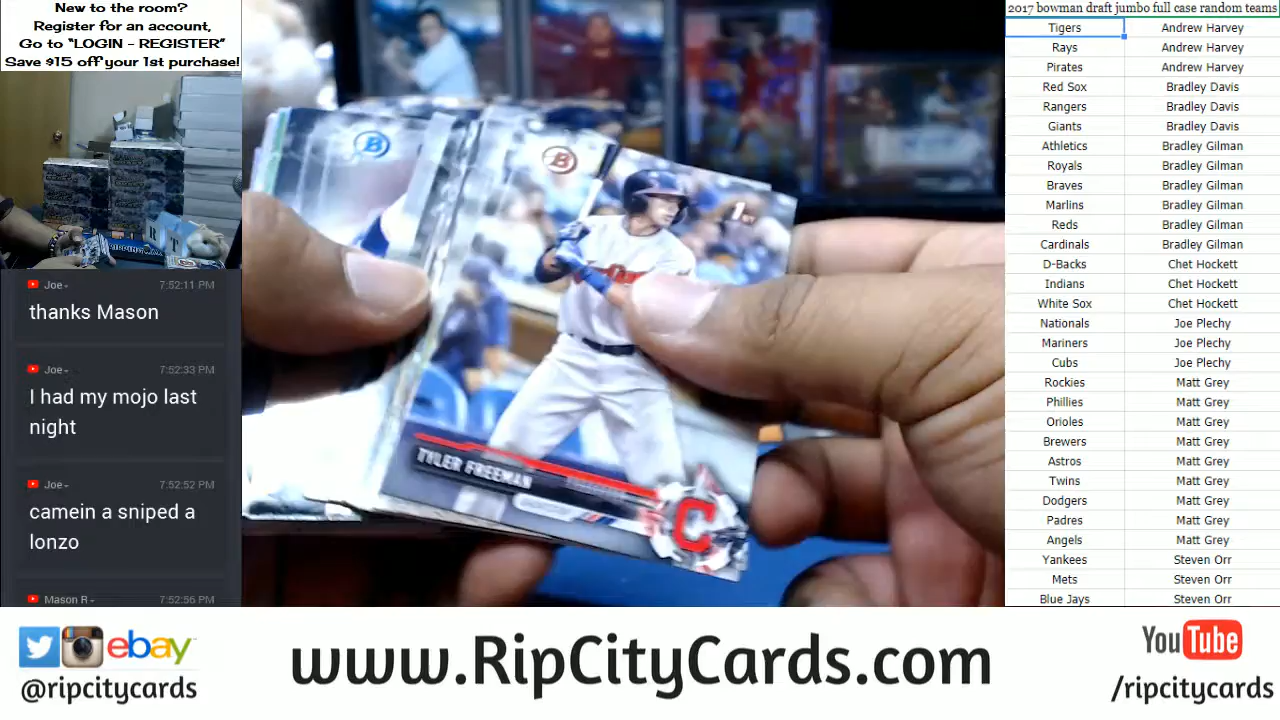 New to the room?
Register for an account,
Go to "LOGIN - REGISTER"
Save $15 off your 1st purchase!
Joe-
7:52:11 PM
thanks Mason
Joe-
7:52:33 PM
I had my mojo last
night
Joe-
7:52:52 PM
camein a sniped a
lonzo
Mason R-
7:52:56 PM
B
B
1st
TYLER FREEMAN
C
R T
2017 bowman draft jumbo full case random teams
Tigers Andrew Harvey
Rays Andrew Harvey
Pirates Andrew Harvey
Red Sox Bradley Davis
Rangers Bradley Davis
Giants Bradley Davis
Athletics Bradley Gilman
Royals Bradley Gilman
Braves Bradley Gilman
Marlins Bradley Gilman
Reds Bradley Gilman
Cardinals Bradley Gilman
D-Backs Chet Hockett
Indians Chet Hockett
White Sox Chet Hockett
Nationals Joe Plechy
Mariners Joe Plechy
Cubs Joe Plechy
Rockies Matt Grey
Phillies Matt Grey
Orioles Matt Grey
Brewers Matt Grey
Astros Matt Grey
Twins Matt Grey
Dodgers Matt Grey
Padres Matt Grey
Angels Matt Grey
Yankees Steven Orr
Mets Steven Orr
Blue Jays Steven Orr
ebay
@ripcitycards
www.RipCityCards.com
YouTube
/ripcitycards